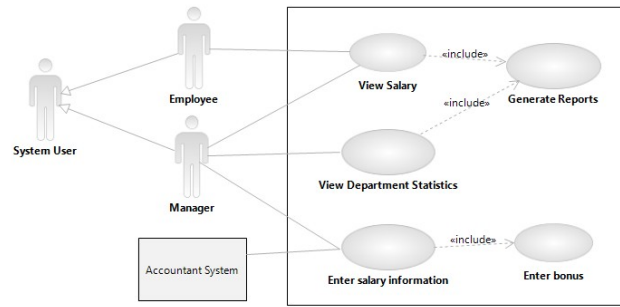 «include»
Employee
View Salary
Generate Reports
«include»
System User
View Department Statistics
Manager
«include»
Accountant System
Enter salary information
Enter bonus